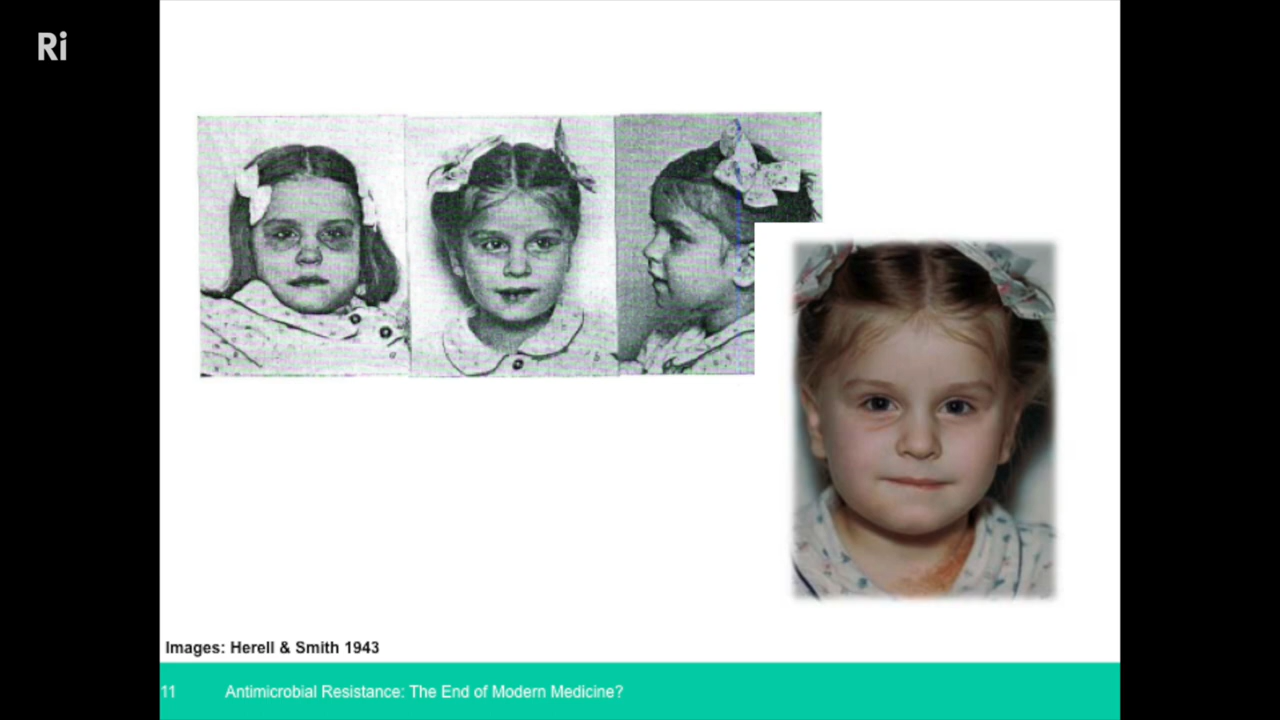 Ri
Images: Herell & Smith 1943
11 Antimicrobial Resistance: The End of Modern Medicine?